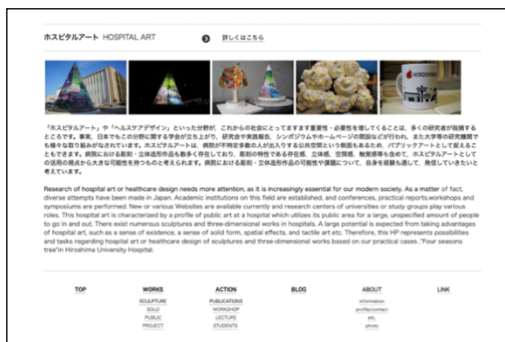 ホスピタルアート HOSPITAL ART
詳しくはこちら
HIROSHIMA
「ホスピタルアート」や「ヘルスケアデザイン」といった分野が、これからの社会にとってますます重要性・必要性を増してくることは、多くの研究者が指摘する
ところです。事実、日本でもこの分野に関する学会が立ち上がり、研究会や実践報告、シンポジウムやホームページの開設などが行われ、また大学等の研究機関で
も様々な取り組みがなされています。ホスピタルアートは、病院が不特定多数の人が出入りする公共空間という側面もあるため、パブリックアートとして捉えるこ
ともできます。病院における彫刻・立体造形作品も数多く存在しており、彫刻の特性である存在感、立体感、空間感、触覚感等も含めて、ホスピタルアートとして
の活用の視点から大きな可能性を持つものと考えられます。病院における彫刻・立体造形作品の可能性や課題について、自身も経験も通して、発信していきたいと
考えています。
Research of hospital art or healthcare design needs more attention, as it is increasingly essential for our modern society. As a matter of fact,
diverse attempts have been made in Japan. Academic institutions on this field are established, and conferences, practical reports,workshops and
symposiums are performed. New or various Websites are available currently and research centers of universities or study groups play various
roles. This hospital art is characterized by a profile of public art at a hospital which utilizes its public area for a large, unspecified amount of people
to go in and out. There exist numerous sculptures and three-dimensional works in hospitals. A large potential is expected from taking advantages
of hospital art, such as a sense of existence, a sense of solid form, spatial effects, and tactile art etc. Therefore, this HP represents possibilities
and tasks regarding hospital art or healthcare design of sculptures and three-dimensional works based on our practical cases ."Four seasons
tree"in Hiroshima University Hospital.
TOP WORKS ACTION BLOG ABOUT LINK
SCULPTURE PUBLICATIONS information
SOLO WORKSHOP profile/contact
PUBLIC LECTURE etc
PROJECT STUDENTS photo